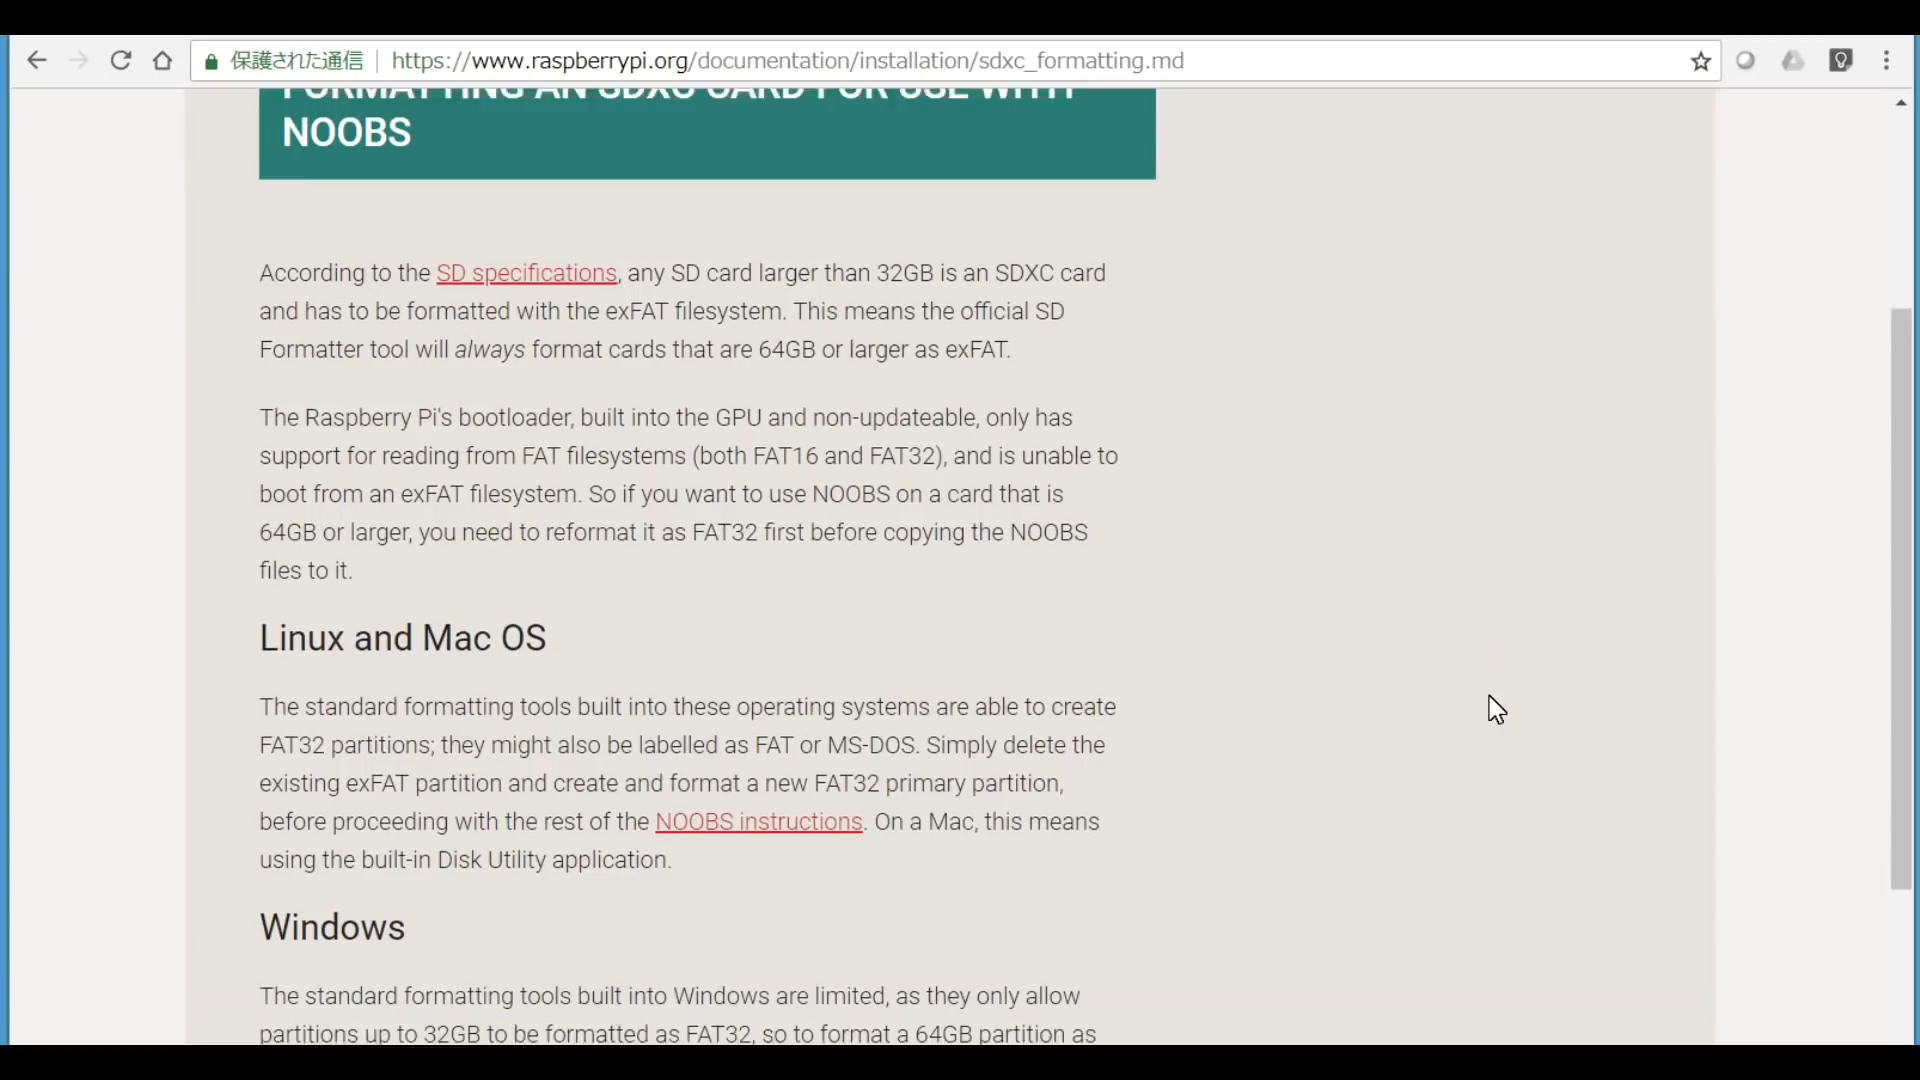 保護された通信 https://www.raspberrypi.org/documentation/installation/sdxc_formatting.md
FORMATTING AN SDXC CARD FOR USE WITH
NOOBS
According to the SD specifications, any SD card larger than 32GB is an SDXC card
and has to be formatted with the exFAT filesystem. This means the official SD
Formatter tool will always format cards that are 64GB or larger as exFAT.
The Raspberry Pi's bootloader, built into the GPU and non-updateable, only has
support for reading from FAT filesystems (both FAT16 and FAT32), and is unable to
boot from an exFAT filesystem. So if you want to use NOOBS on a card that is
64GB or larger, you need to reformat it as FAT32 first before copying the NOOBS
files to it.
Linux and Mac OS
The standard formatting tools built into these operating systems are able to create
FAT32 partitions; they might also be labelled as FAT or MS-DOS. Simply delete the
existing exFAT partition and create and format a new FAT32 primary partition,
before proceeding with the rest of the NOOBS instructions. On a Mac, this means
using the built-in Disk Utility application.
Windows
The standard formatting tools built into Windows are limited, as they only allow
partitions up to 32GB to be formatted as FAT32, so to format a 64GB partition as